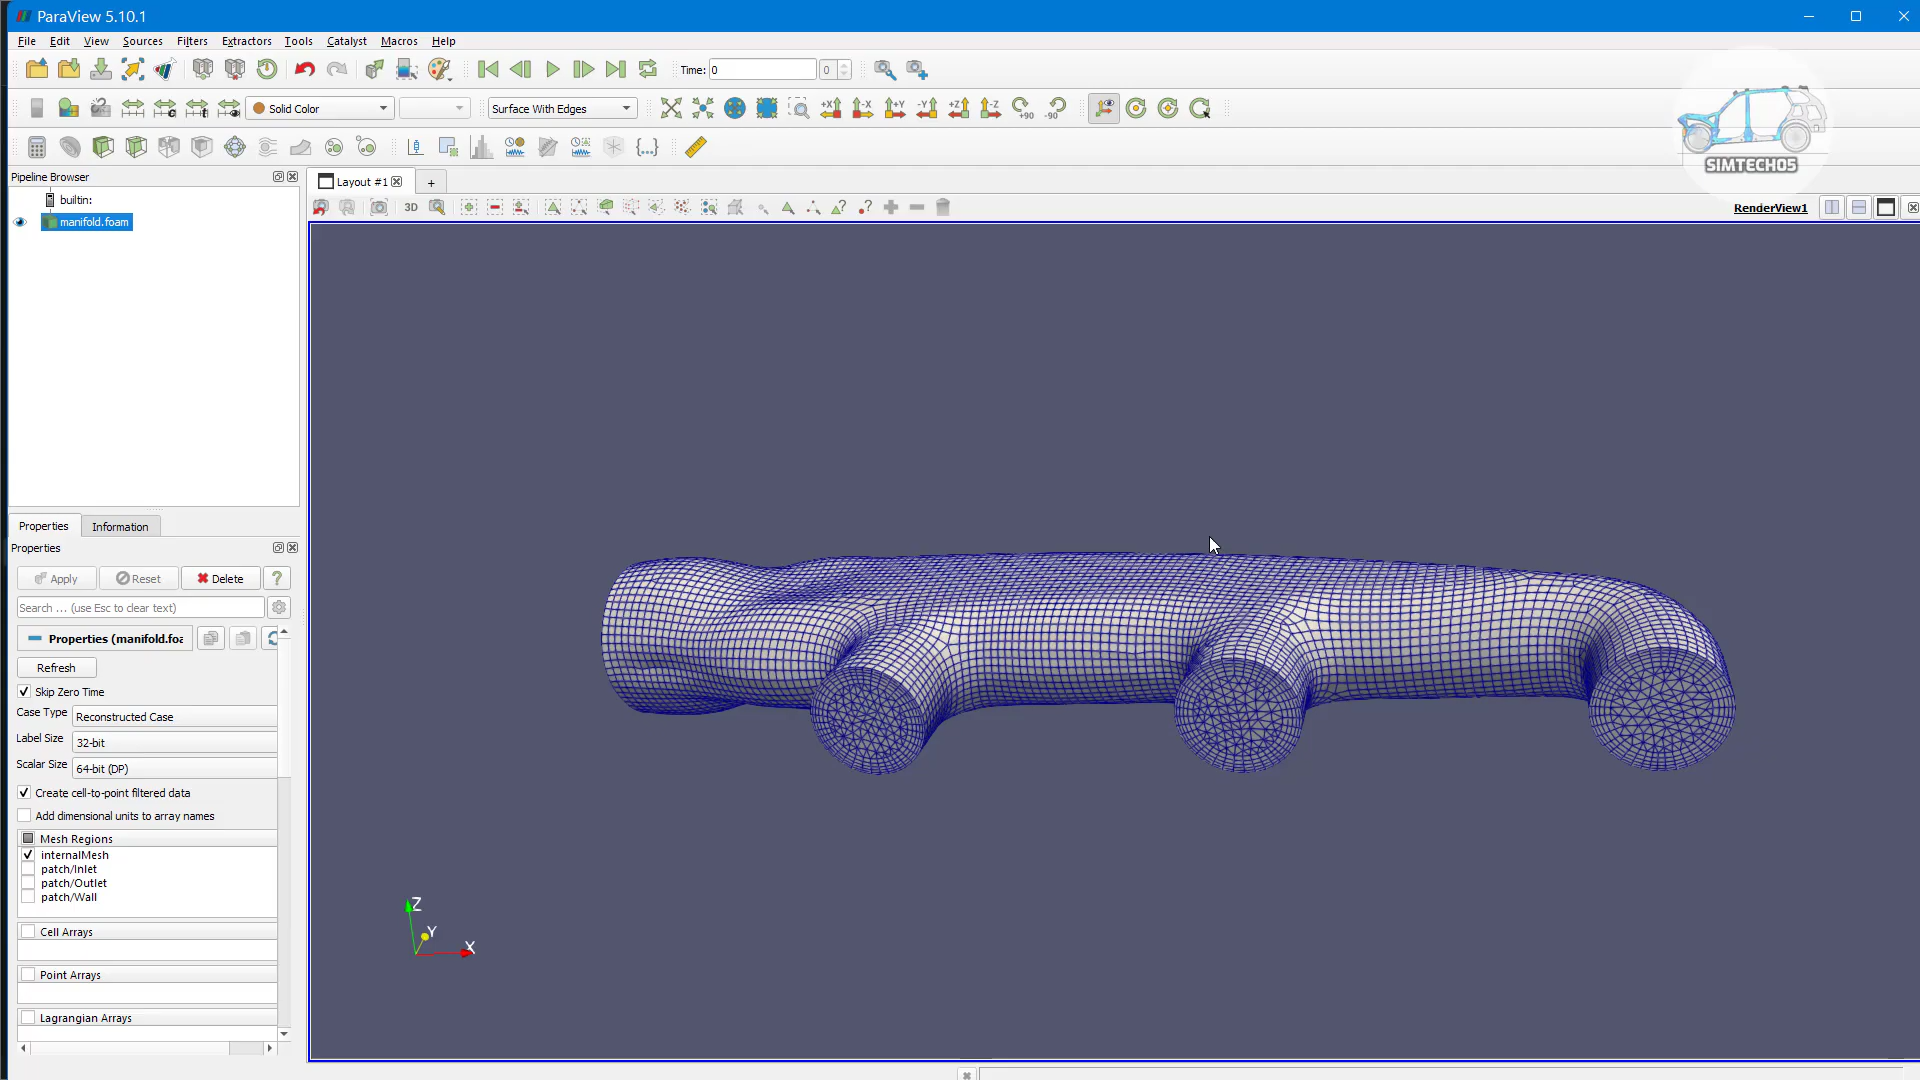 ParaView 5.10.1
File Edit View Sources Filters Extractors Tools Catalyst Macros Help
Time: 0 0
Solid Color Surface With Edges +X -X +Y -Y +Z -Z +90 -90
SIMTECH05
Pipeline Browser
Layout #1 +
builtin:
manifold.foam
3D
RenderView1
Properties Information
Properties
Apply Reset Delete ?
Search ... (use Esc to clear text)
Properties (manifold.foa
Refresh
Skip Zero Time
Case Type Reconstructed Case
Label Size 32-bit
Scalar Size 64-bit (DP)
Create cell-to-point filtered data
Add dimensional units to array names
Mesh Regions
internalMesh
patch/Inlet
patch/Outlet
patch/Wall
Cell Arrays
Point Arrays
Lagrangian Arrays
Z
Y
X